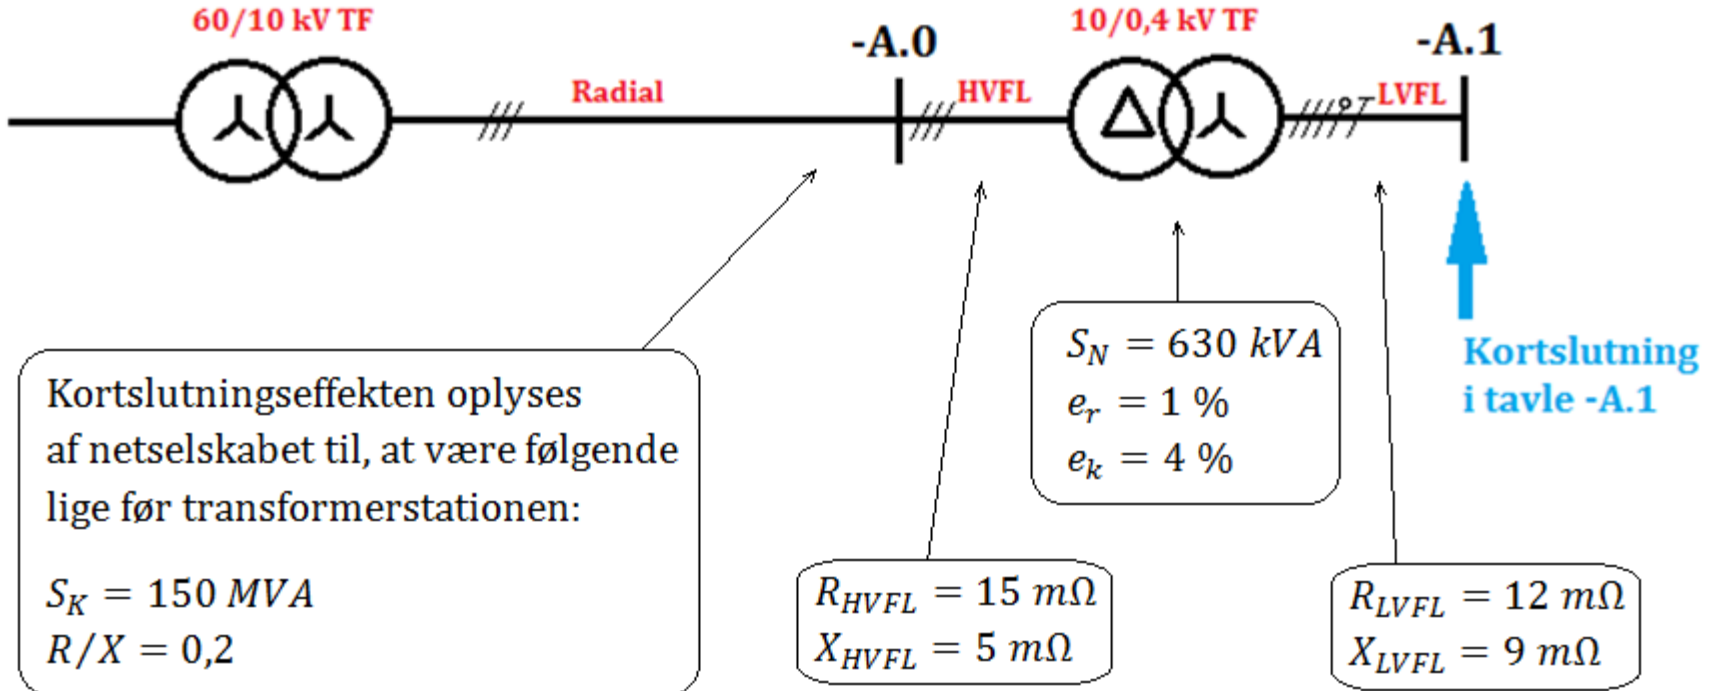 60/10 kV TF
10/0,4 kV TF
-A.0
-A.1
Radial
HVFL
LVFL
Kortslutningseffekten oplyses
af netselskabet til, at være følgende
lige før transformerstationen:
S_K = 150 MVA
R/X = 0,2
R_HVFL = 15 mΩ
X_HVFL = 5 mΩ
S_N = 630 kVA
e_r = 1 %
e_k = 4 %
R_LVFL = 12 mΩ
X_LVFL = 9 mΩ
Kortslutning
i tavle -A.1